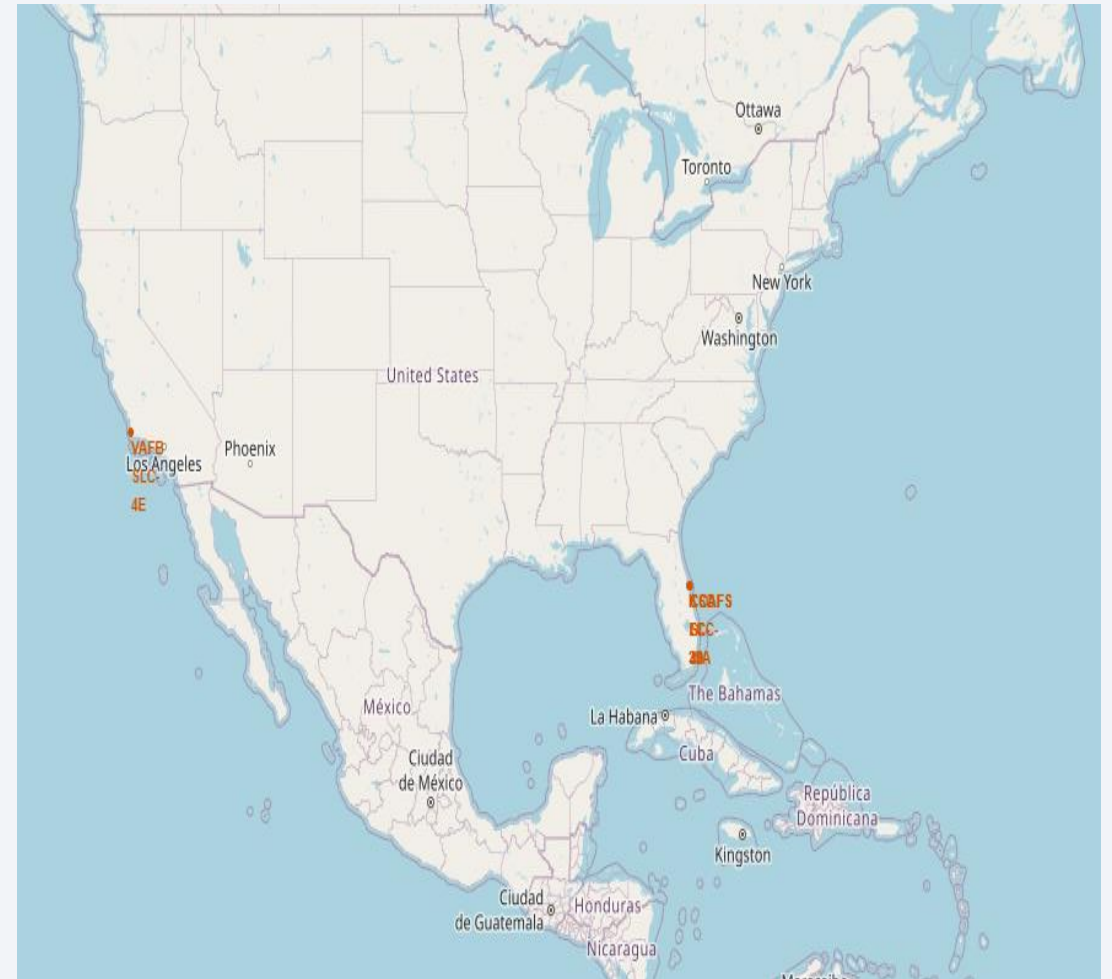 Ottawa
Toronto
New York
Washington
United States
VAFB
Phoenix
Los Angeles
SLC-
4E
The Bahamas
La Habana
México
Cuba
Ciudad
de México
República
Dominicana
Kingston
Ciudad
de Guatemala
Honduras
Nicaragua